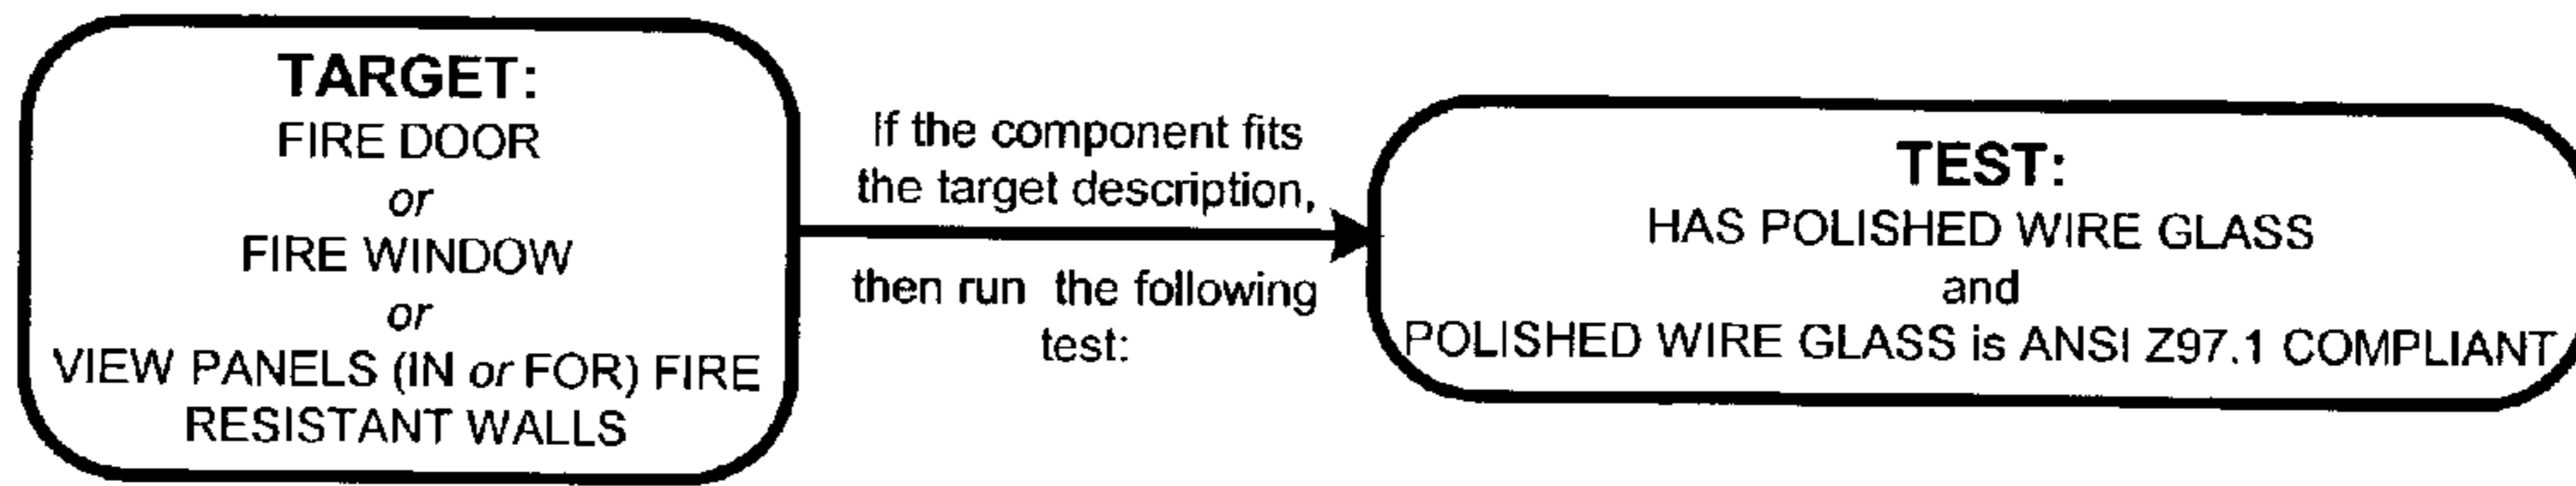 TARGET:
FIRE DOOR
or
FIRE WINDOW
or
VIEW PANELS (IN or FOR) FIRE
RESISTANT WALLS
If the component fits
the target description,
then run the following
test:
TEST:
HAS POLISHED WIRE GLASS
and
POLISHED WIRE GLASS is ANSI Z97.1 COMPLIANT